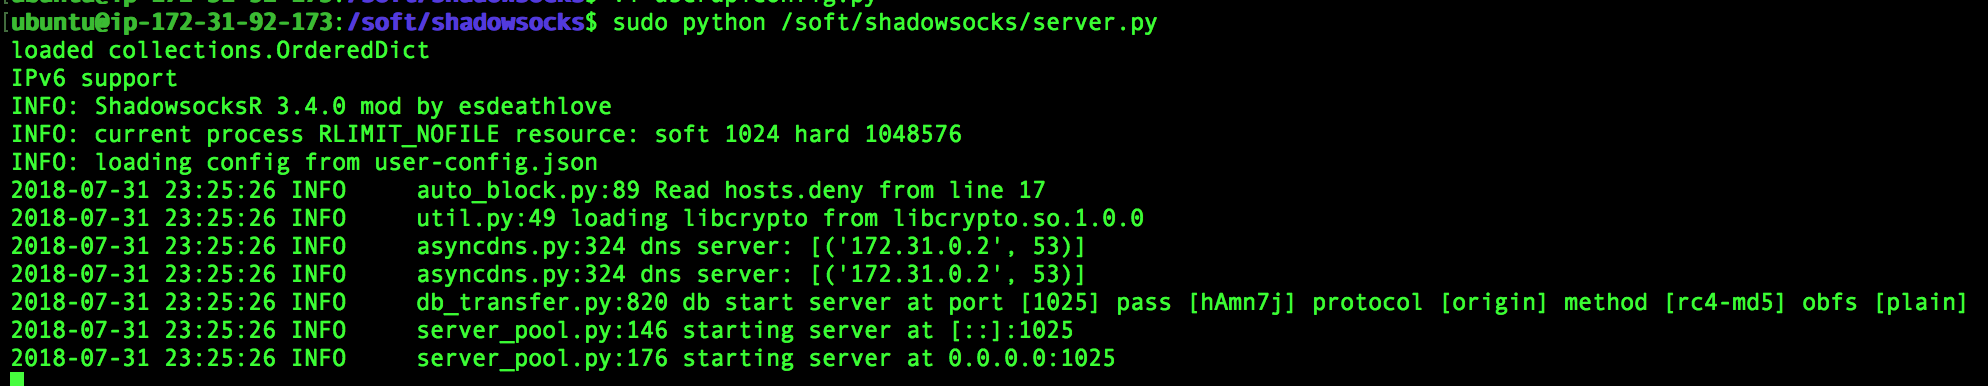 [ubuntu@ip-172-31-92-173:/soft/shadowsocks$ sudo python /soft/shadowsocks/server.py
loaded collections.OrderedDict
IPv6 support
INFO: ShadowsocksR 3.4.0 mod by esdeathlove
INFO: current process RLIMIT_NOFILE resource: soft 1024 hard 1048576
INFO: loading config from user-config.json
2018-07-31 23:25:26 INFO     auto_block.py:89 Read hosts.deny from line 17
2018-07-31 23:25:26 INFO     util.py:49 loading libcrypto from libcrypto.so.1.0.0
2018-07-31 23:25:26 INFO     asyncdns.py:324 dns server: [('172.31.0.2', 53)]
2018-07-31 23:25:26 INFO     asyncdns.py:324 dns server: [('172.31.0.2', 53)]
2018-07-31 23:25:26 INFO     db_transfer.py:820 db start server at port [1025] pass [hAmn7j] protocol [origin] method [rc4-md5] obfs [plain]
2018-07-31 23:25:26 INFO     server_pool.py:146 starting server at [::]:1025
2018-07-31 23:25:26 INFO     server_pool.py:176 starting server at 0.0.0.0:1025